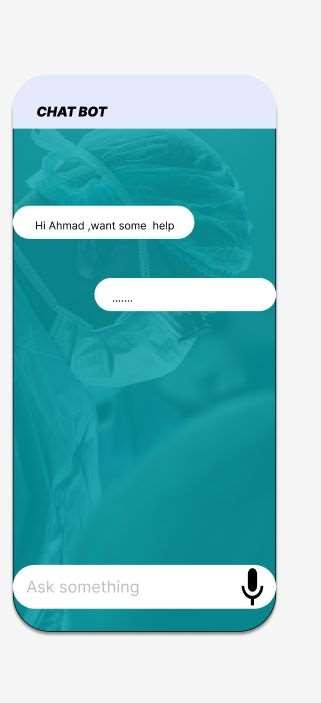 CHAT BOT
Hi Ahmad ,want some  help
.......
Ask something